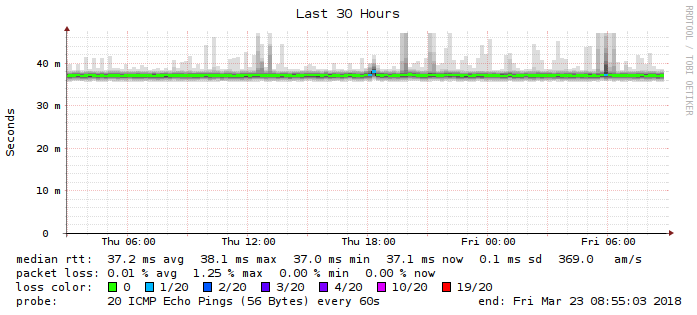 Last 30 Hours
RRDTOOL / TOBI OETIKER
Seconds
40 m
30 m
20 m
10 m
0
Thu 06:00 Thu 12:00 Thu 18:00 Fri 00:00 Fri 06:00
median rtt: 37.2 ms avg 38.1 ms max 37.0 ms min 37.1 ms now 0.1 ms sd 369.0 am/s
packet loss: 0.01 % avg 1.25 % max 0.00 % min 0.00 % now
loss color: 0 1/20 2/20 3/20 4/20 10/20 19/20
probe: 20 ICMP Echo Pings (56 Bytes) every 60s end: Fri Mar 23 08:55:03 2018